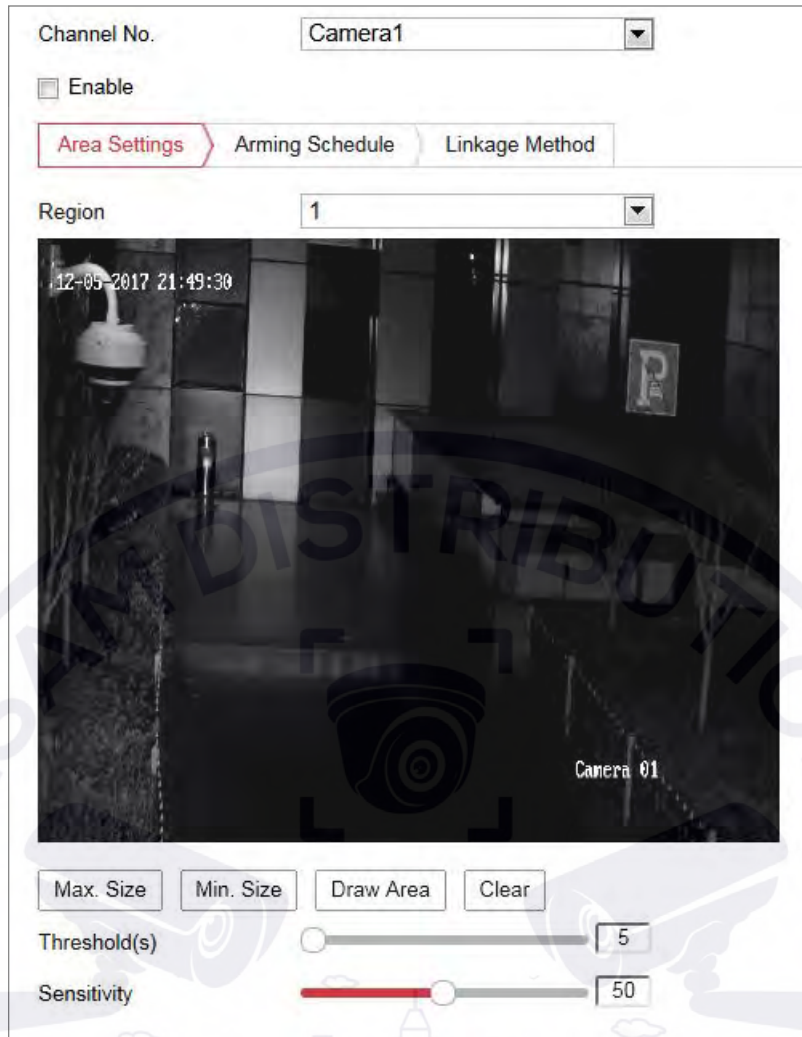 Channel No. Camera1
Enable
Area Settings Arming Schedule Linkage Method
Region 1
12-05-2017 21:49:30
P
DISTRIBUTIO
Camera 01
Max. Size Min. Size Draw Area Clear
Threshold(s) 5
Sensitivity 50